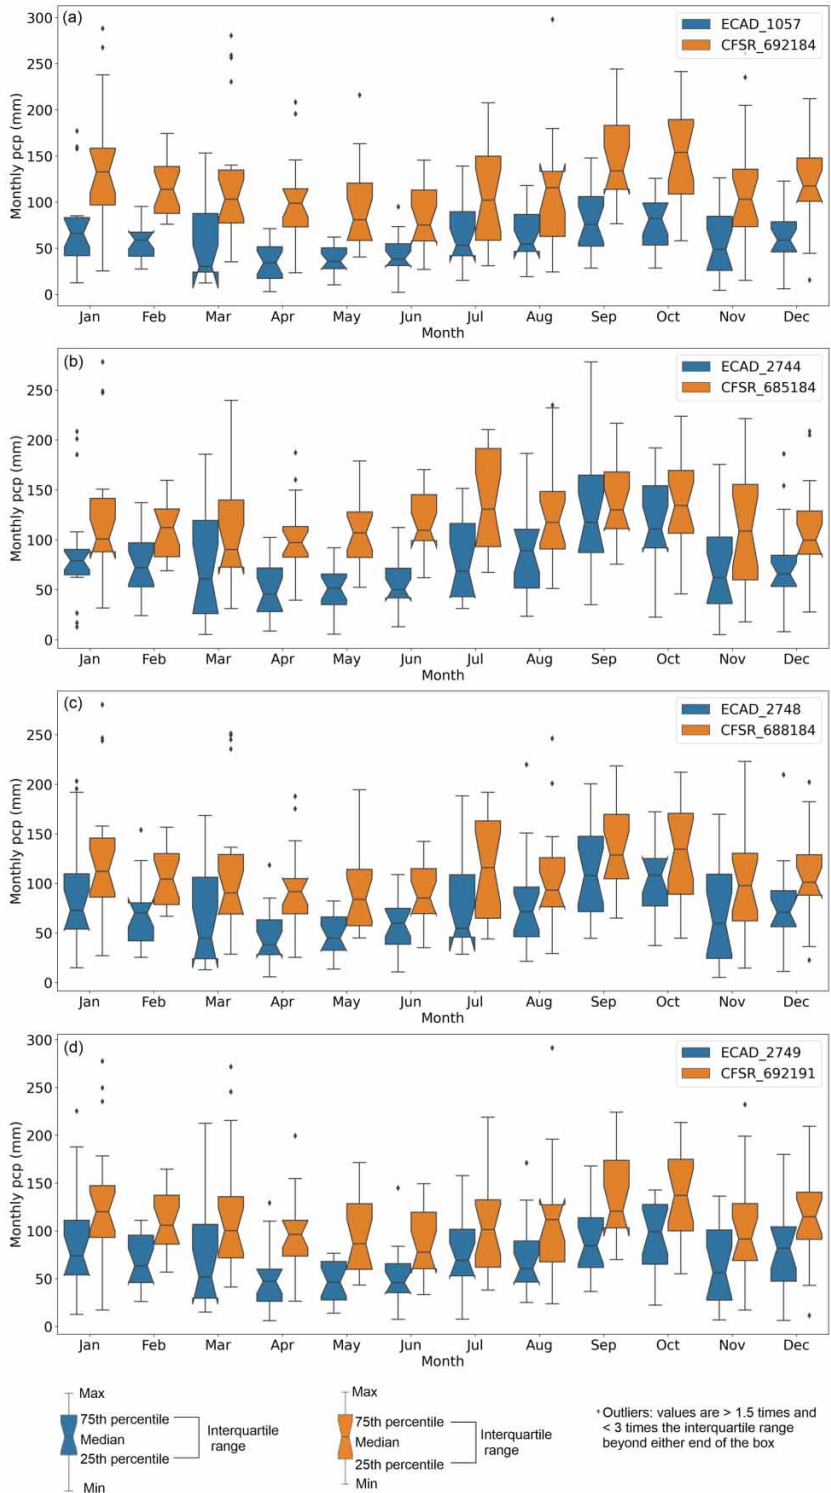 (a)
ECAD_1057
CFSR_692184
300
250
200
150
100
50
0
Monthly pcp (mm)
Jan Feb Mar Apr May Jun Jul Aug Sep Oct Nov Dec
Month
(b)
ECAD_2744
CFSR_685184
250
200
150
100
50
0
Monthly pcp (mm)
Jan Feb Mar Apr May Jun Jul Aug Sep Oct Nov Dec
Month
(c)
ECAD_2748
CFSR_688184
250
200
150
100
50
0
Monthly pcp (mm)
Jan Feb Mar Apr May Jun Jul Aug Sep Oct Nov Dec
Month
(d)
ECAD_2749
CFSR_692191
300
250
200
150
100
50
0
Monthly pcp (mm)
Jan Feb Mar Apr May Jun Jul Aug Sep Oct Nov Dec
Month
Max
75th percentile
Median
25th percentile
Min
Interquartile
range
Max
75th percentile
Median
25th percentile
Min
Interquartile
range
Outliers: values are > 1.5 times and
< 3 times the interquartile range
beyond either end of the box